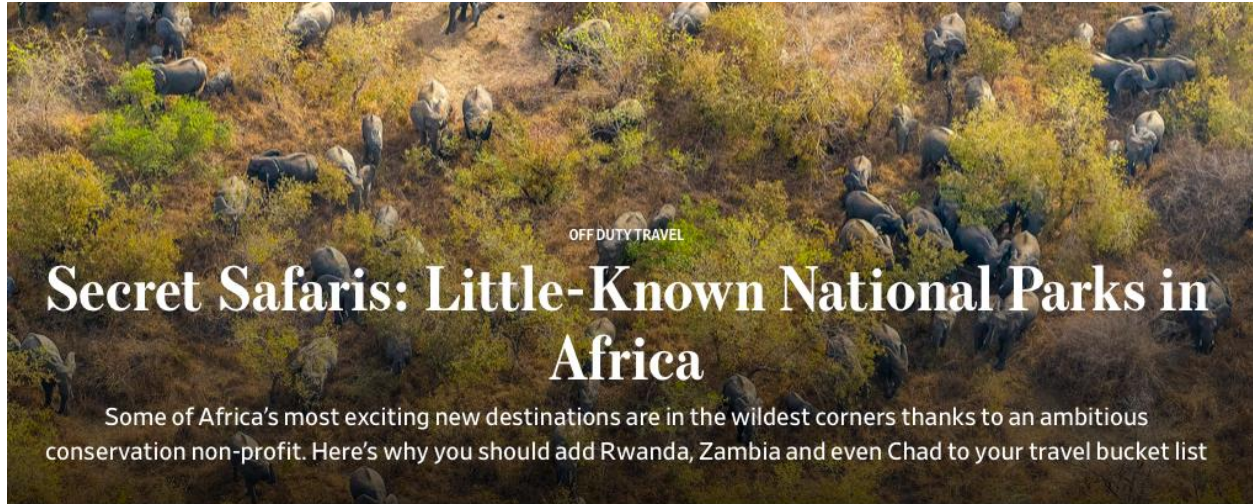 OFF DUTY TRAVEL
Secret Safaris: Little-Known National Parks in
Africa
Some of Africa’s most exciting new destinations are in the wildest corners thanks to an ambitious
conservation non-profit. Here’s why you should add Rwanda, Zambia and even Chad to your travel bucket list